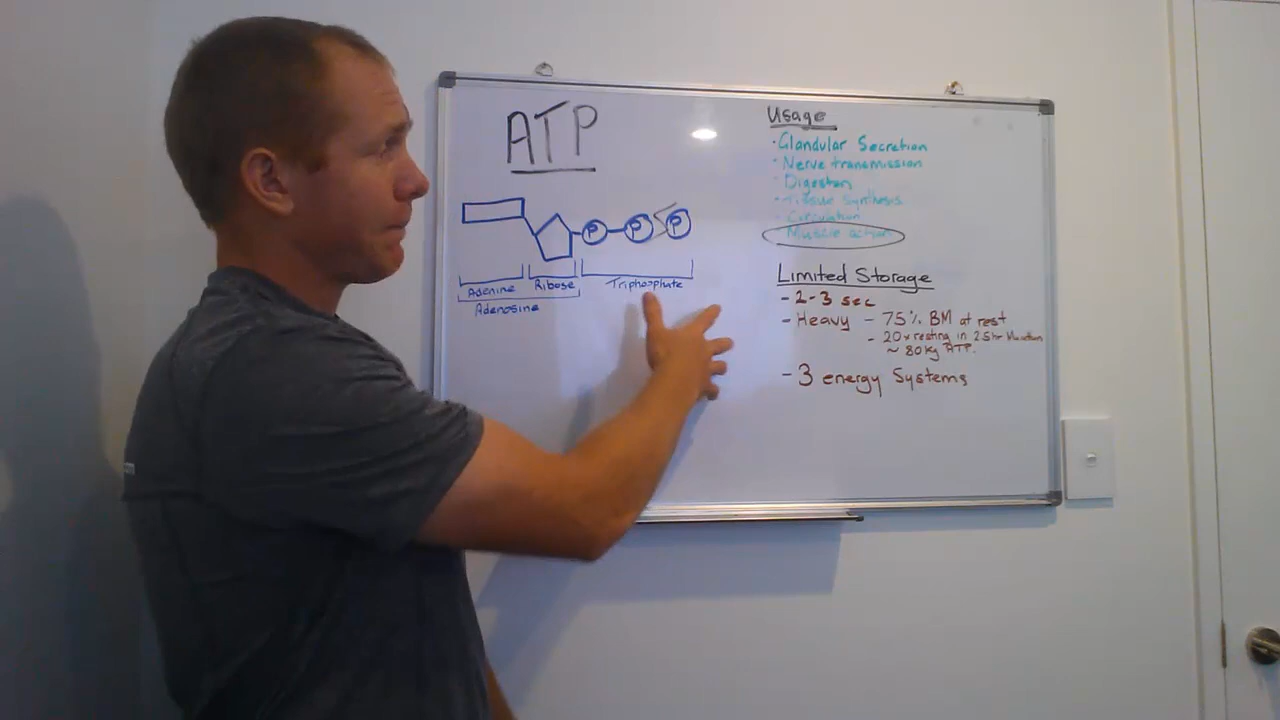 ATP
P P P
Adenine Ribose Triphosphate
Adenosine
Usage
· Glandular Secretion
· Nerve transmission
· Digestion
· Tissue Synthesis
· Circulation
· Muscle action
Limited Storage
- 2-3 sec
- Heavy - 75% BM at rest
- 20 x resting in 2.5hr
~ 80kg ATP.
- 3 energy Systems